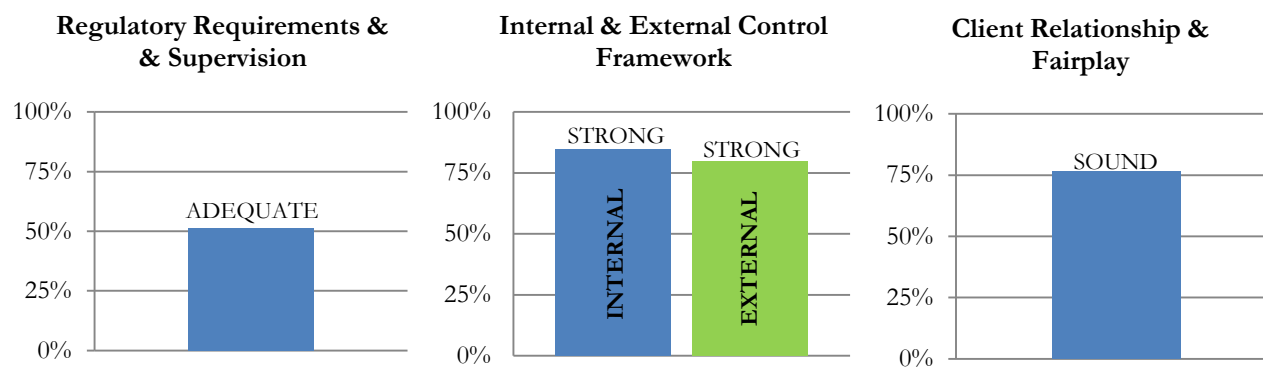 Regulatory Requirements &
& Supervision
100%
75%
50%
25%
0%
ADEQUATE
Internal & External Control
Framework
100%
75%
50%
25%
0%
STRONG
STRONG
INTERNAL
EXTERNAL
Client Relationship &
Fairplay
100%
75%
50%
25%
0%
SOUND